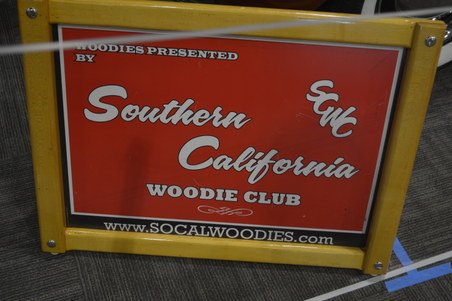 WOODIES PRESENTED
BY
SCWC
Southern
California
WOODIE CLUB
www.SOCALWOODIES.com